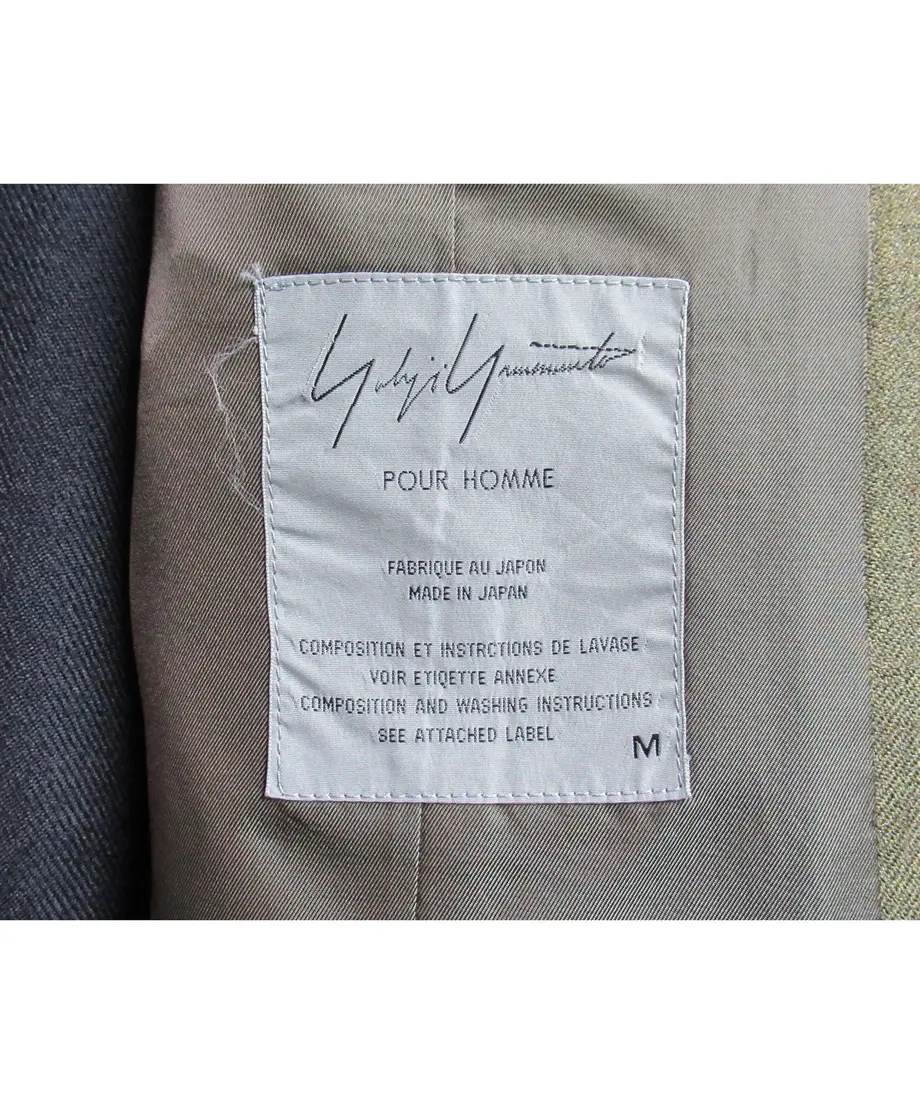 Yohji Yamamoto
POUR HOMME
FABRIQUE AU JAPON
MADE IN JAPAN
COMPOSITION ET INSTRCTIONS DE LAVAGE
VOIR ETIQETTE ANNEXE
COMPOSITION AND WASHING INSTRUCTIONS
SEE ATTACHED LABEL
M